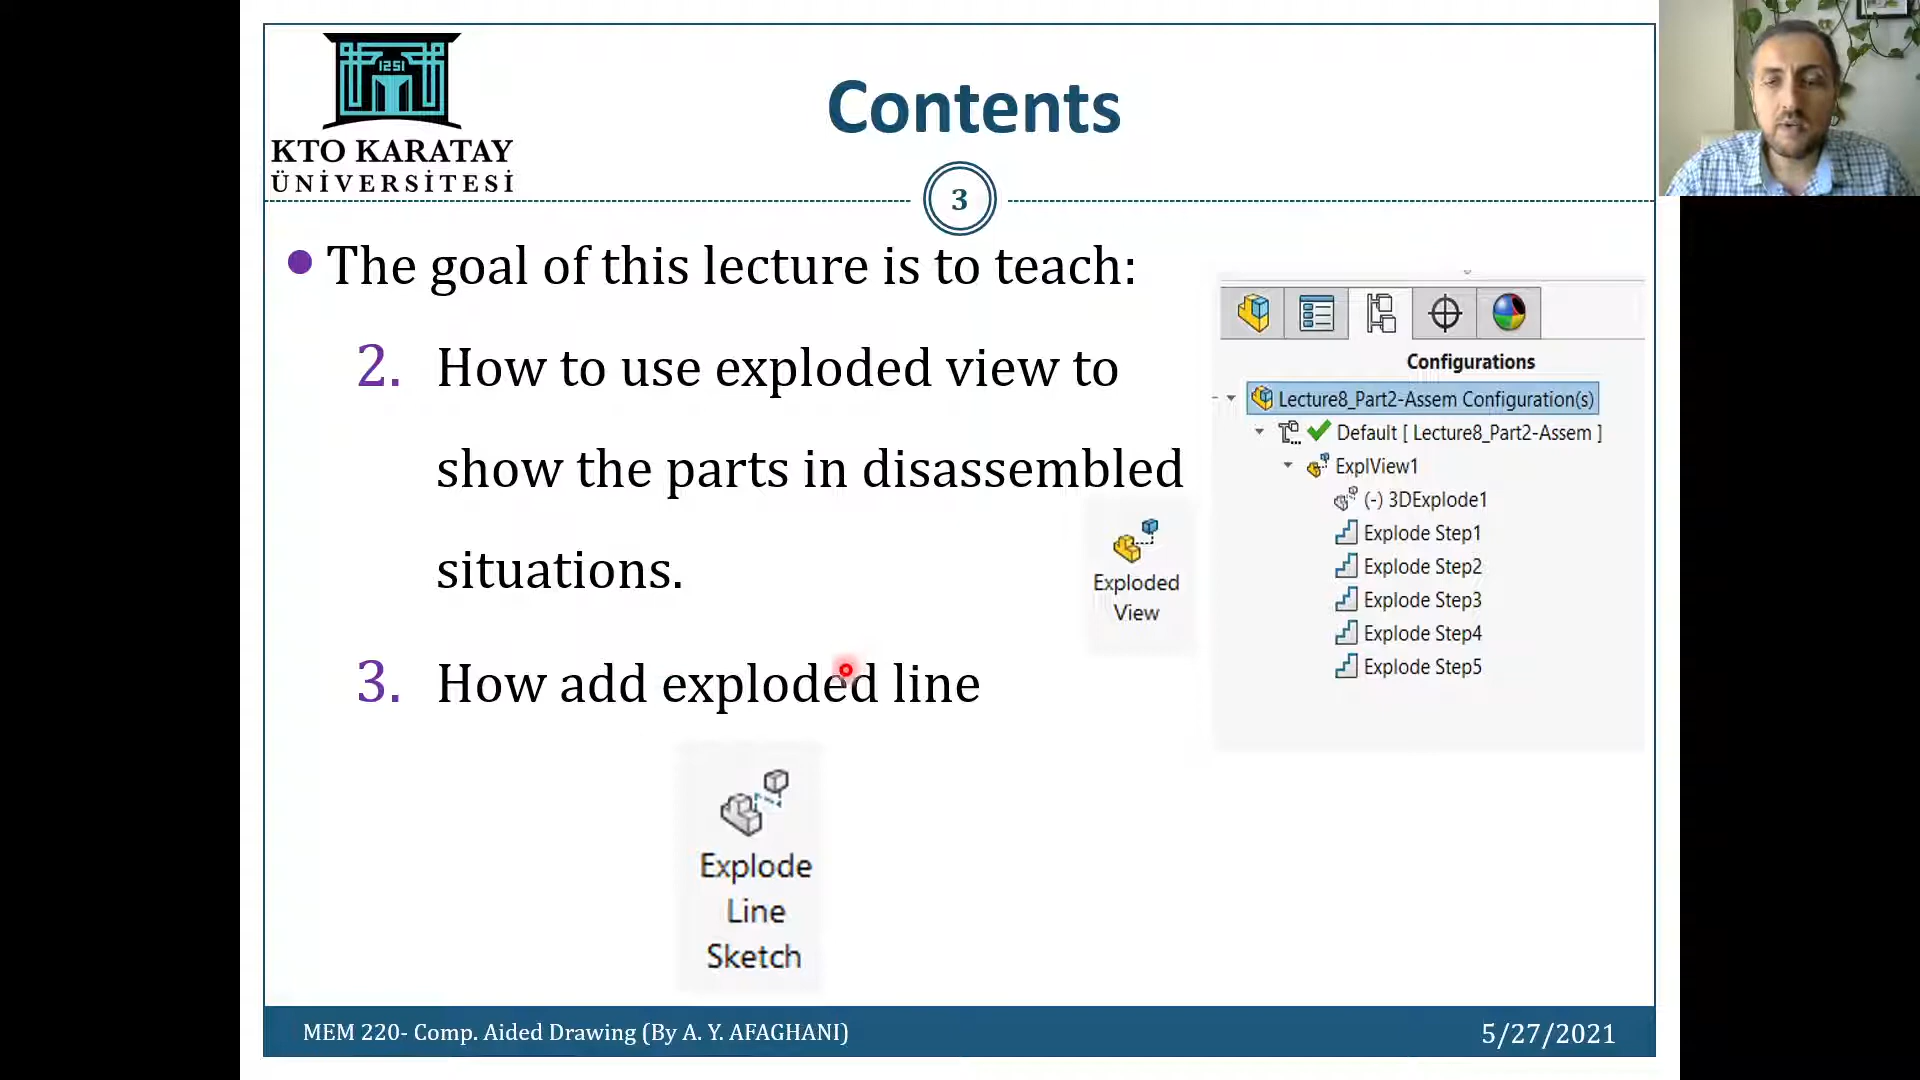 1251
KTO KARATAY
ÜNİVERSİTESİ
Contents
3
The goal of this lecture is to teach:
2. How to use exploded view to
show the parts in disassembled
situations.
Exploded
View
3. How add exploded line
Explode
Line
Sketch
Configurations
Lecture8_Part2-Assem Configuration(s)
Default [ Lecture8_Part2-Assem ]
ExplView1
(-) 3DExplode1
Explode Step1
Explode Step2
Explode Step3
Explode Step4
Explode Step5
MEM 220- Comp. Aided Drawing (By A. Y. AFAGHANI)
5/27/2021